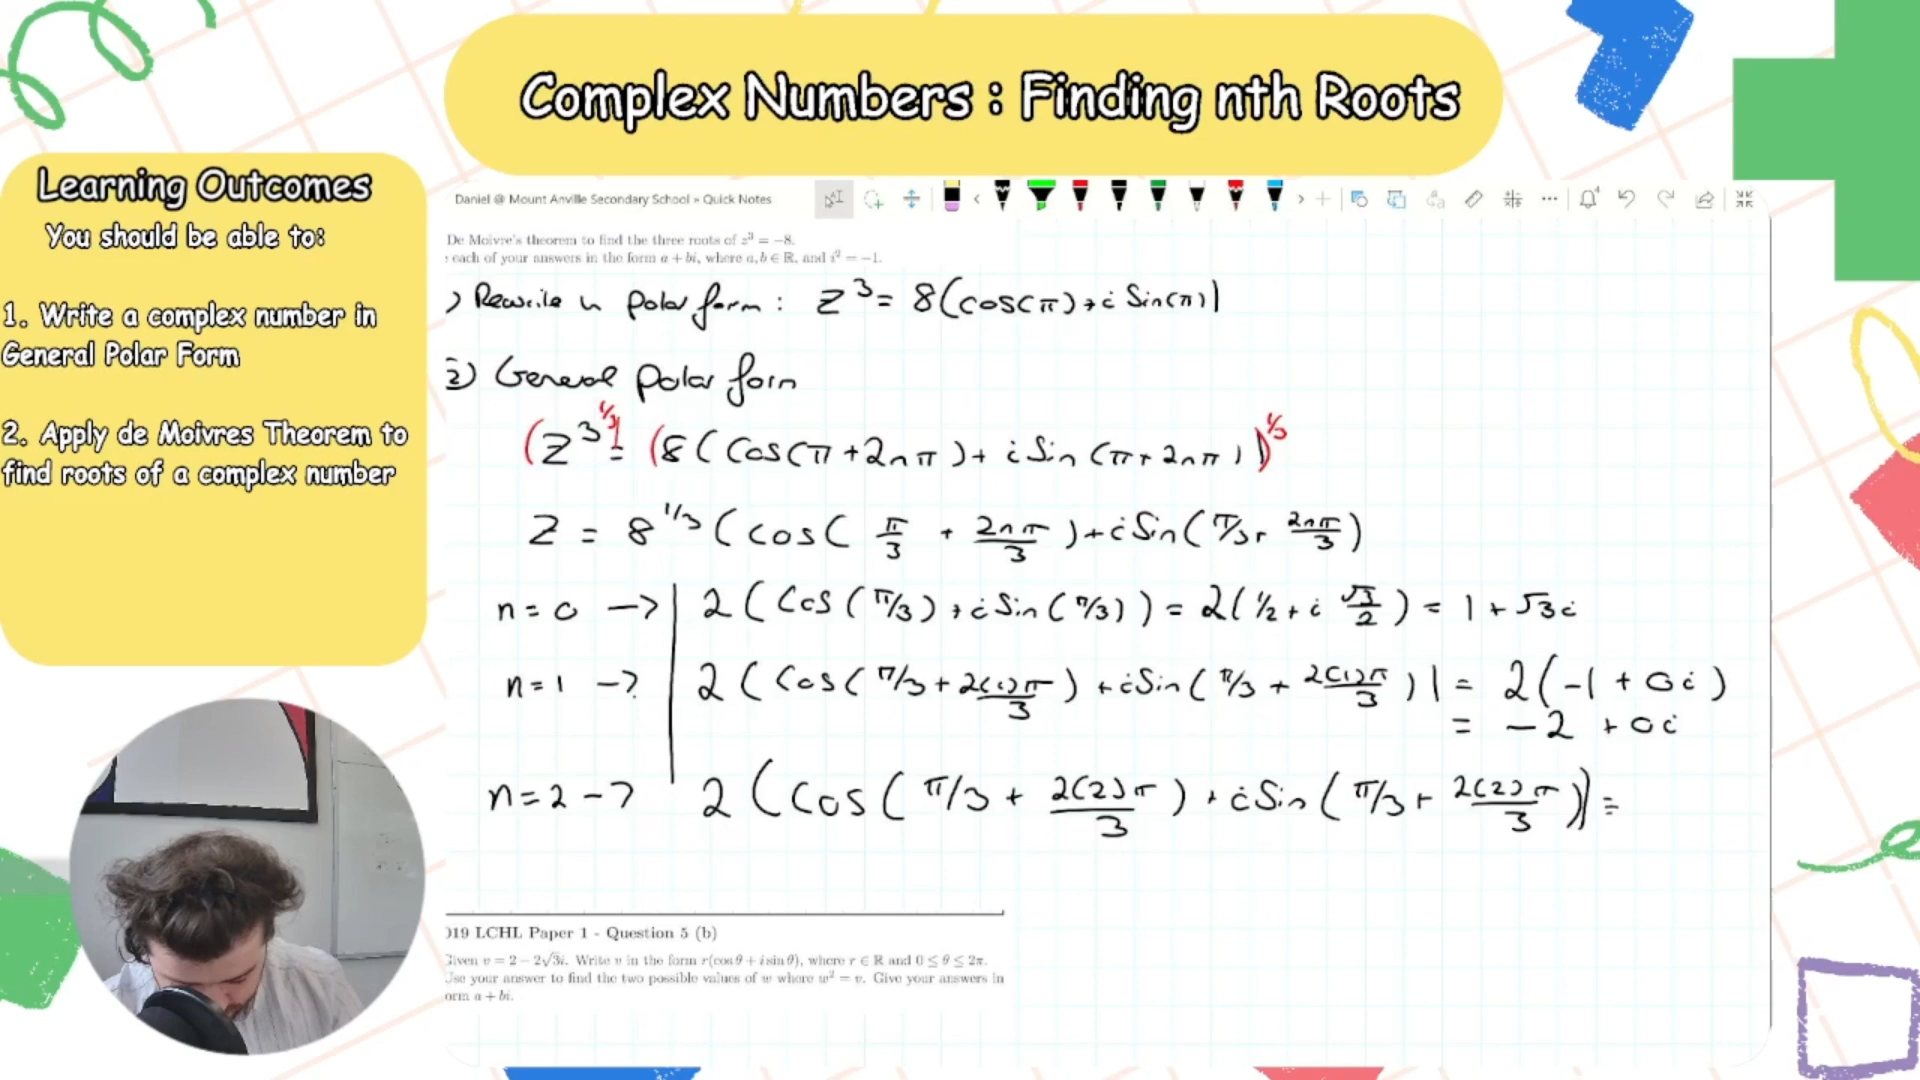 Complex Numbers : Finding nth Roots
Learning Outcomes
You should be able to:
1. Write a complex number in
General Polar Form
2. Apply de Moivres Theorem to
find roots of a complex number
Daniel @ Mount Anville Secondary School » Quick Notes
De Moivre's theorem to find the three roots of z³ = −8.
each of your answers in the form a + bi, where a, b ∈ ℝ, and i² = −1.
) Rewrite in polar form : z³ = 8(cos(π) + i Sin(π))
2) General polar form
(z³)^1/3 = (8(Cos(π + 2nπ) + i Sin(π + 2nπ)))^1/3
Z = 8^1/3 (cos(π/3 + 2nπ/3) + i Sin(π/3 + 2nπ/3)
n = 0 → 2(Cos(π/3) + i Sin(π/3)) = 2(1/2 + i √3/2) = 1 + √3i
n = 1 → 2(Cos(π/3 + 2(1)π/3) + i Sin(π/3 + 2(1)π/3)) = 2(-1 + 0i)
= -2 + 0i
n = 2 → 2(Cos(π/3 + 2(2)π/3) + i Sin(π/3 + 2(2)π/3)) =
019 LCHL Paper 1 - Question 5 (b)
Given v = 2 − 2√3i. Write v in the form r(cos θ + i sin θ), where r ∈ ℝ and 0 ≤ θ ≤ 2π.
Use your answer to find the two possible values of w where w² = v. Give your answers in
orm a + bi.